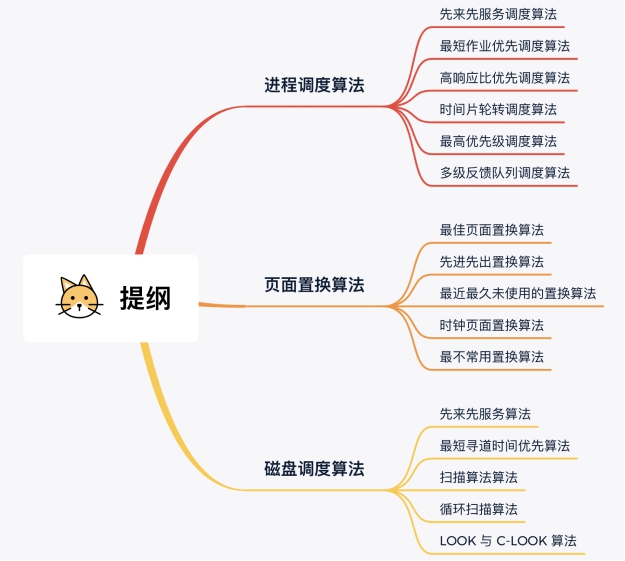 提纲
进程调度算法
先来先服务调度算法
最短作业优先调度算法
高响应比优先调度算法
时间片轮转调度算法
最高优先级调度算法
多级反馈队列调度算法
页面置换算法
最佳页面置换算法
先进先出置换算法
最近最久未使用的置换算法
时钟页面置换算法
最不常用置换算法
磁盘调度算法
先来先服务算法
最短寻道时间优先算法
扫描算法算法
循环扫描算法
LOOK 与 C-LOOK 算法